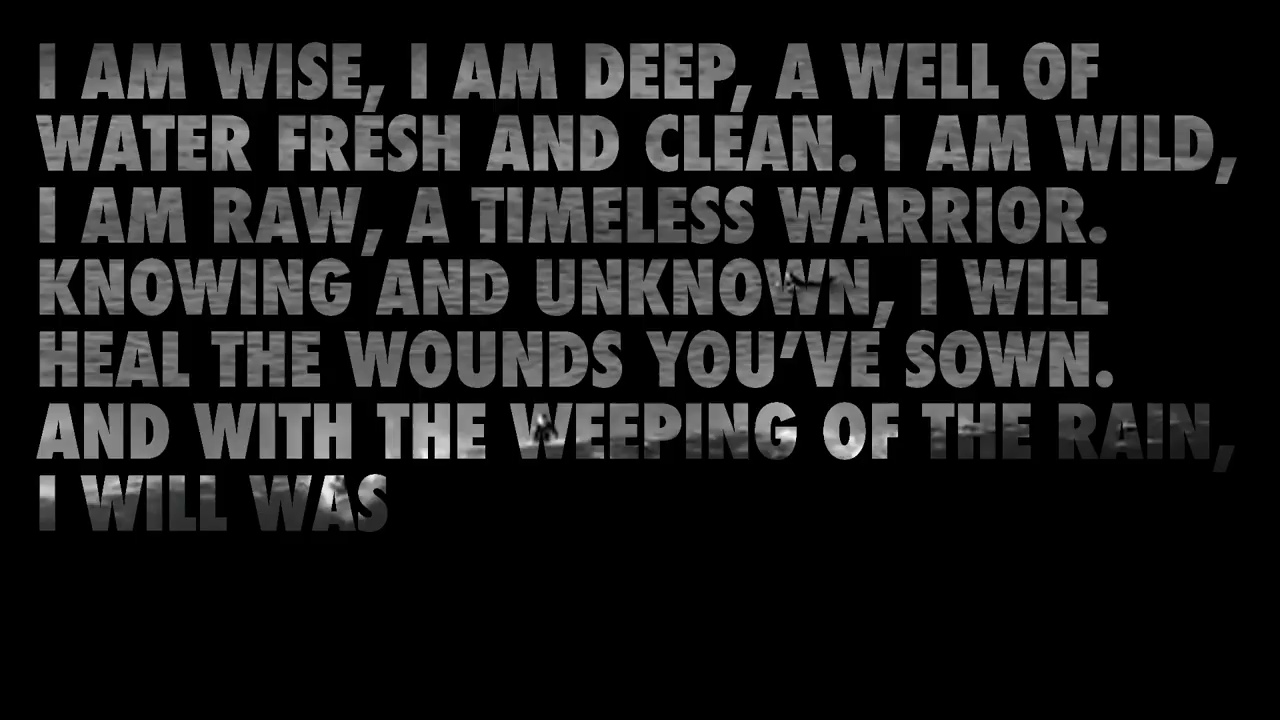 I AM WISE, I AM DEEP, A WELL OF
WATER FRESH AND CLEAN. I AM WILD,
I AM RAW, A TIMELESS WARRIOR.
KNOWING AND UNKNOWN, I WILL
HEAL THE WOUNDS YOU’VE SOWN.
AND WITH THE WEEPING OF THE RAIN,
I WILL WAS